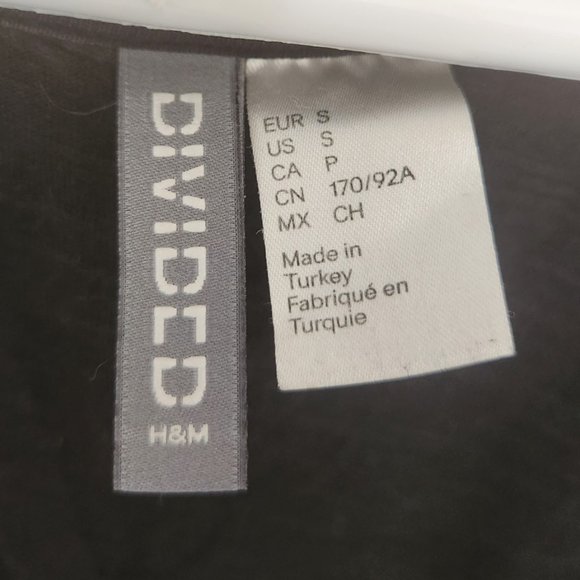 DIVIDED
H&M
EUR S
US S
CA P
CN 170/92A
MX CH
Made in
Turkey
Fabriqué en
Turquie